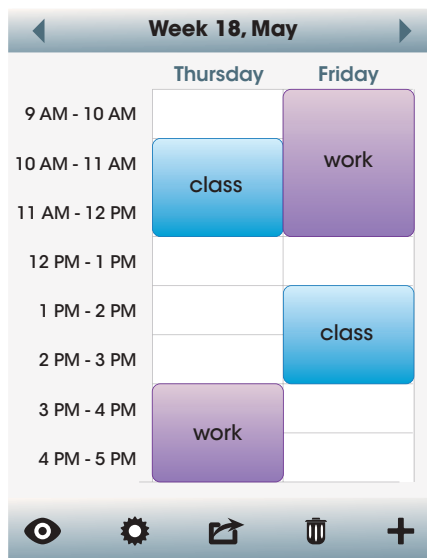 Week 18, May
Thursday Friday
9 AM - 10 AM
10 AM - 11 AM
work
class
11 AM - 12 PM
12 PM - 1 PM
1 PM - 2 PM
class
2 PM - 3 PM
3 PM - 4 PM
work
4 PM - 5 PM